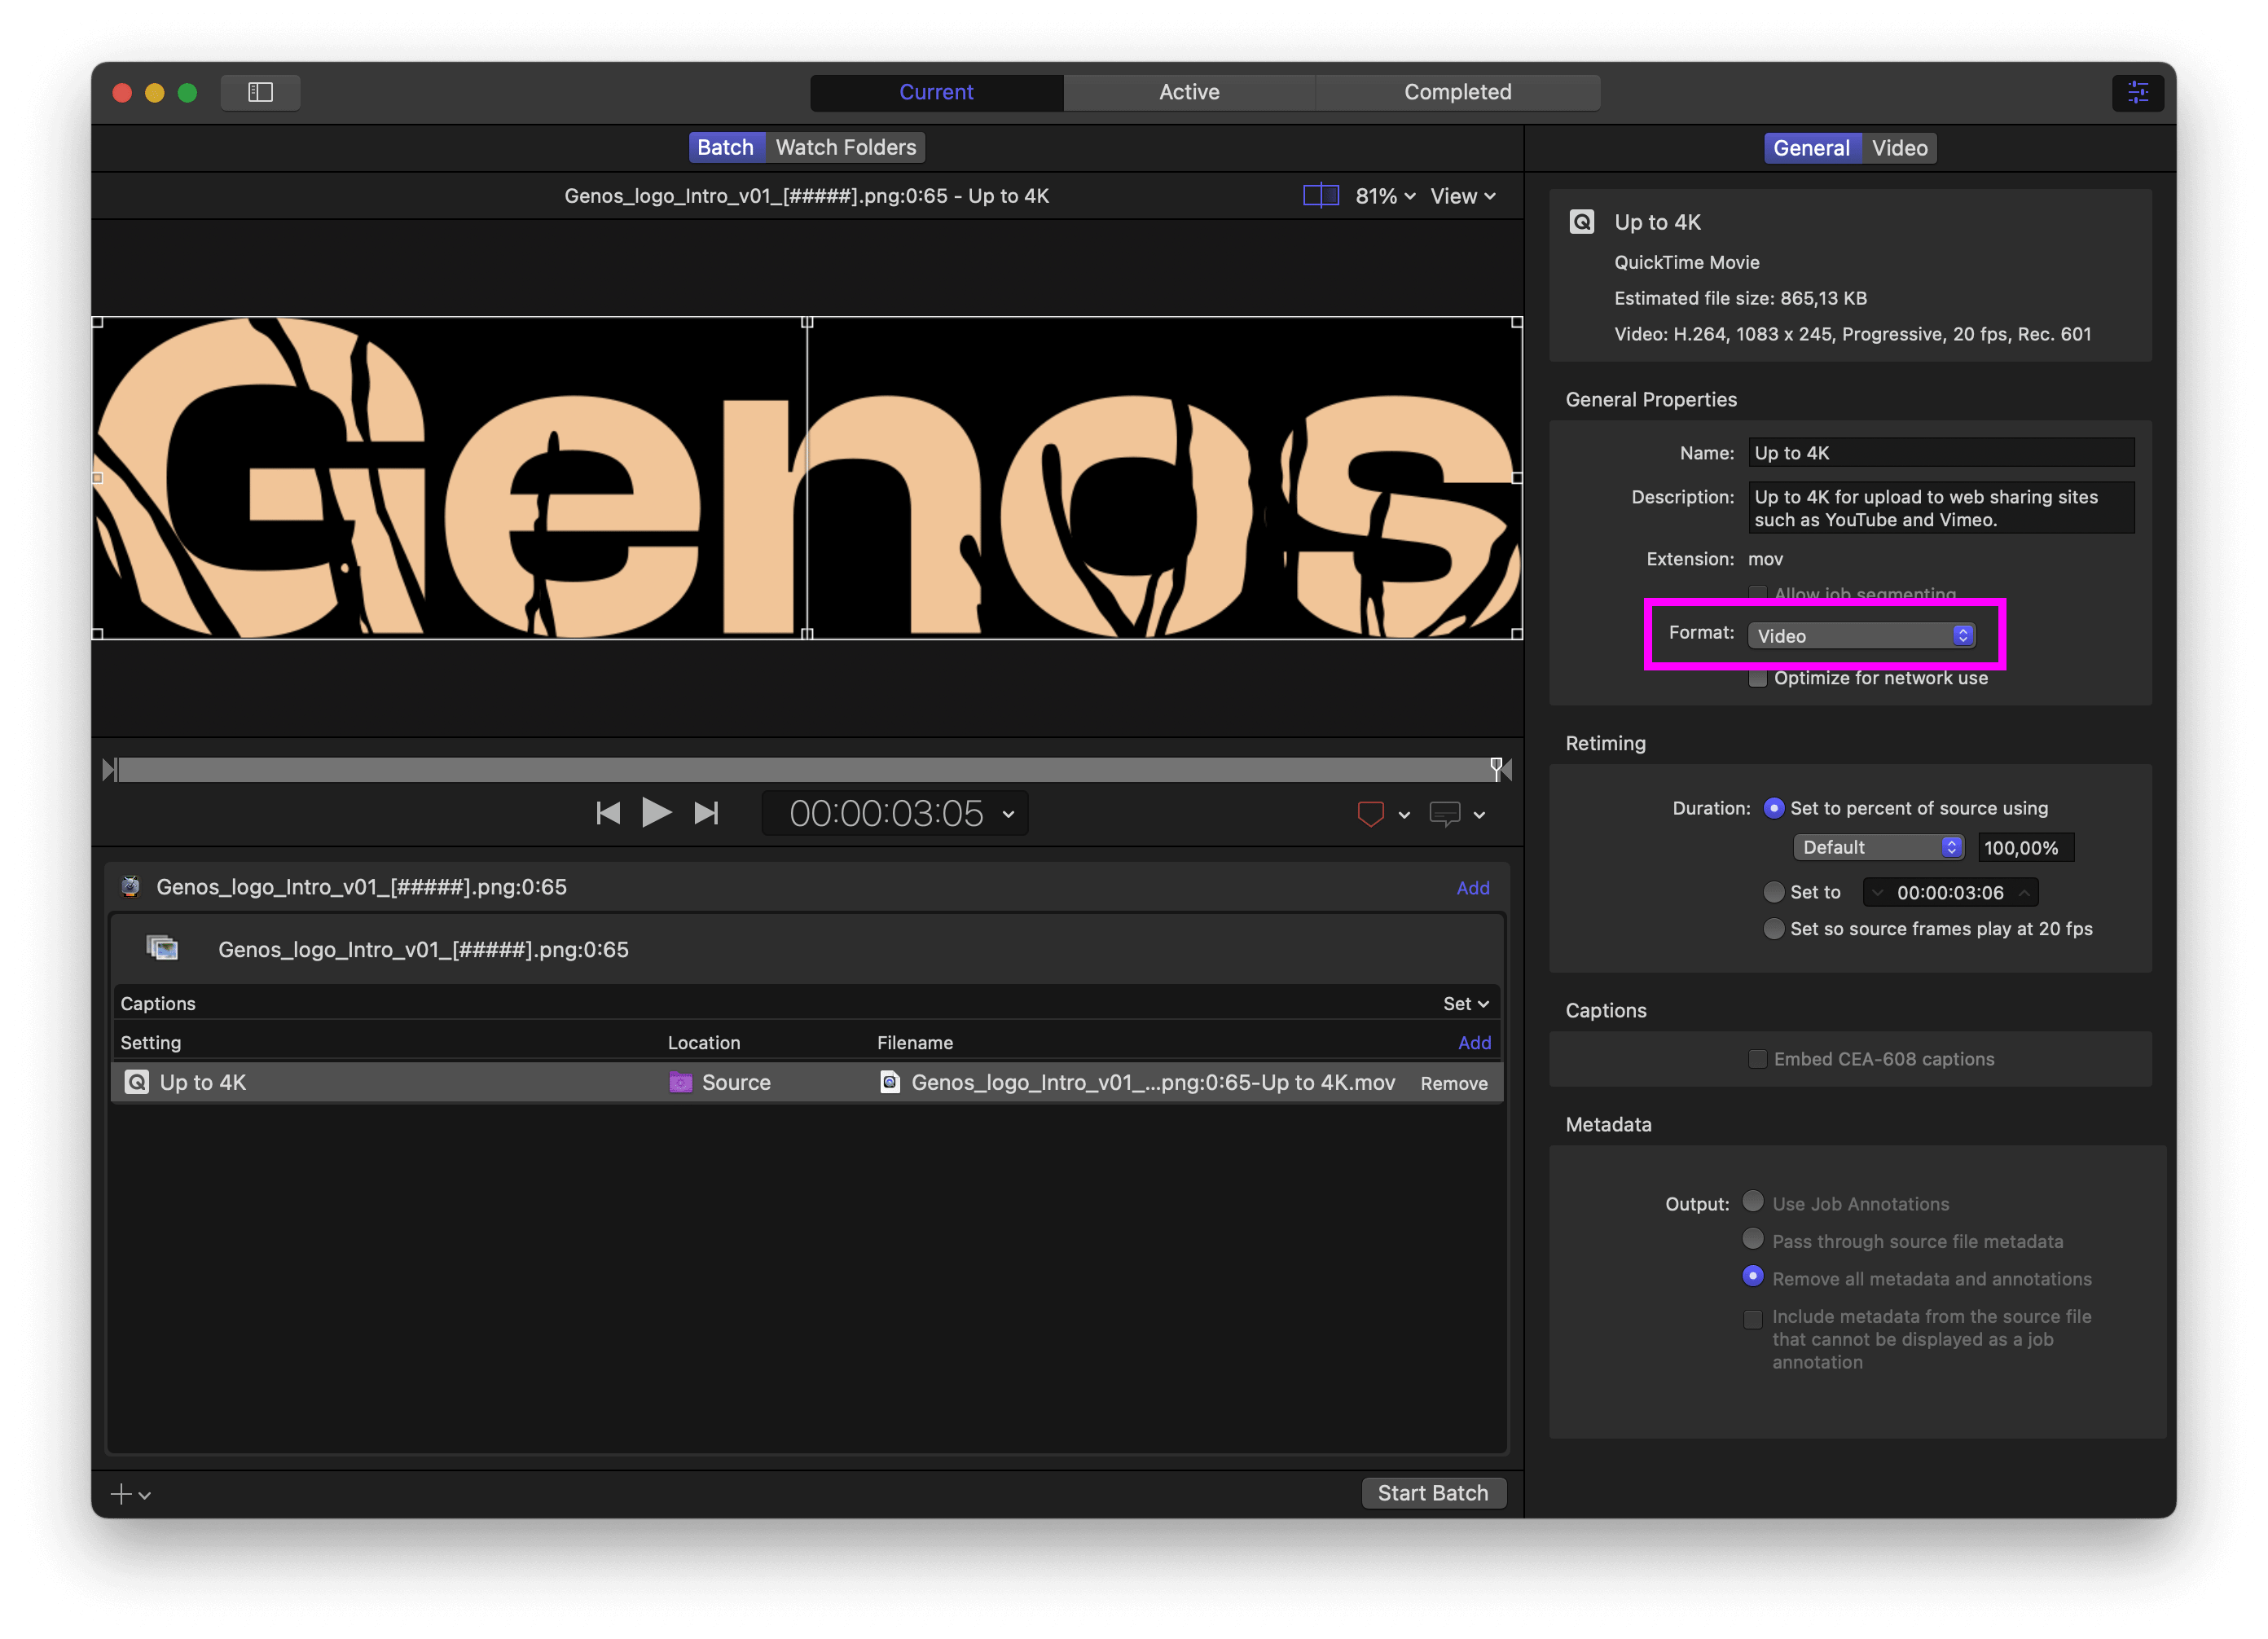 Current
Active
Completed
Batch
Watch Folders
General
Video
Genos_logo_Intro_v01_[#####].png:0:65 - Up to 4K
81%
View
Up to 4K
QuickTime Movie
Estimated file size: 865,13 KB
Video: H.264, 1083 x 245, Progressive, 20 fps, Rec. 601
Genos
General Properties
Name: Up to 4K
Description: Up to 4K for upload to web sharing sites
such as YouTube and Vimeo.
Extension: mov
Allow job segmenting
Format: Video
Optimize for network use
Retiming
Duration: Set to percent of source using
Default 100,00%
Set to 00:00:03:06
Set so source frames play at 20 fps
00:00:03:05
Genos_logo_Intro_v01_[#####].png:0:65
Add
Genos_logo_Intro_v01_[#####].png:0:65
Captions
Set
Setting
Location
Filename
Add
Up to 4K
Source
Genos_logo_Intro_v01_...png:0:65-Up to 4K.mov
Remove
Captions
Embed CEA-608 captions
Metadata
Output: Use Job Annotations
Pass through source file metadata
Remove all metadata and annotations
Include metadata from the source file
that cannot be displayed as a job
annotation
Start Batch